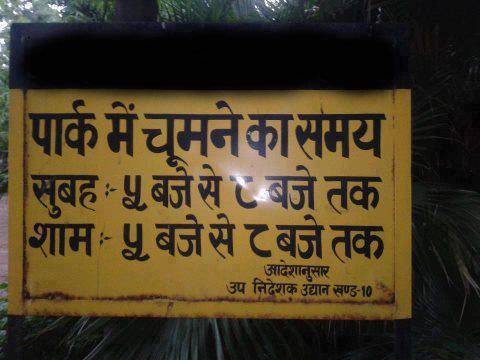 पार्क में चूमने का समय
सुबह :- ५ बजे से ८ बजे तक
शाम :- ५ बजे से ८ बजे तक
आदेशानुसार
उप निदेशक उद्यान खण्ड-10